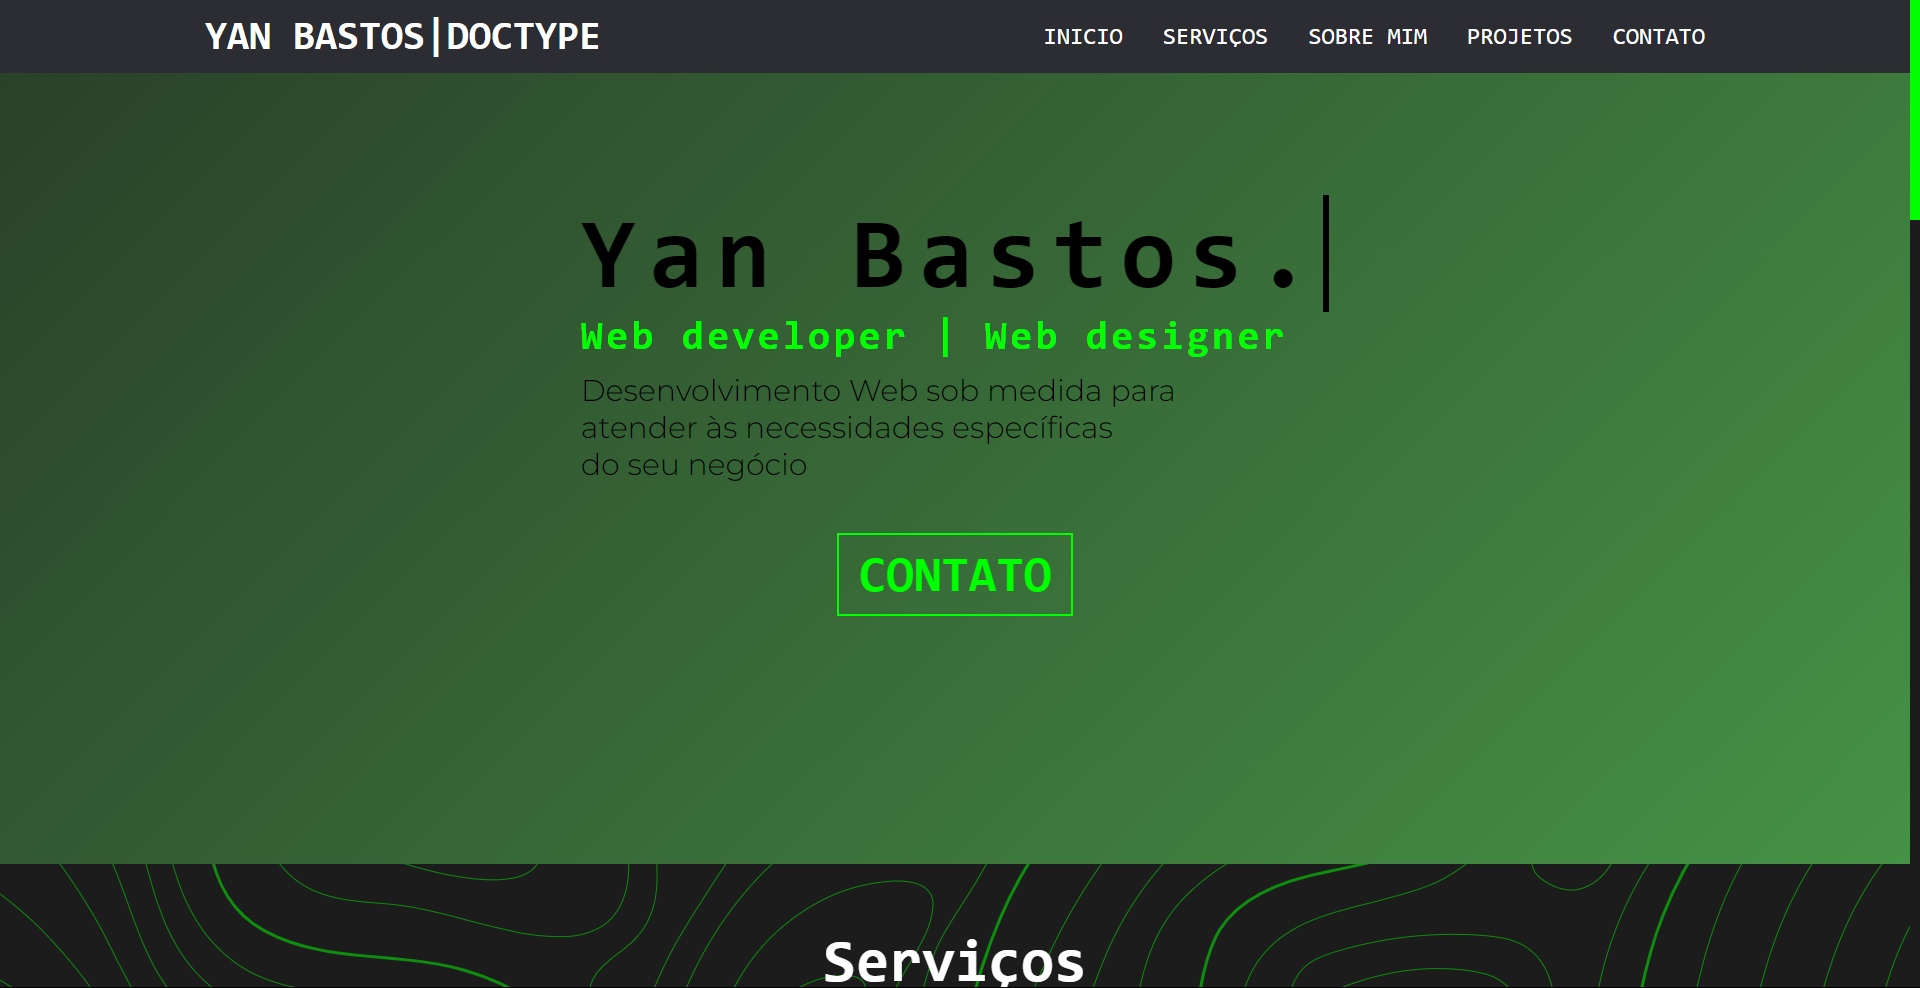 YAN BASTOS|DOCTYPE
INICIO SERVIÇOS SOBRE MIM PROJETOS CONTATO
Yan Bastos.
Web developer | Web designer
Desenvolvimento Web sob medida para
atender às necessidades específicas
do seu negócio
CONTATO
Serviços